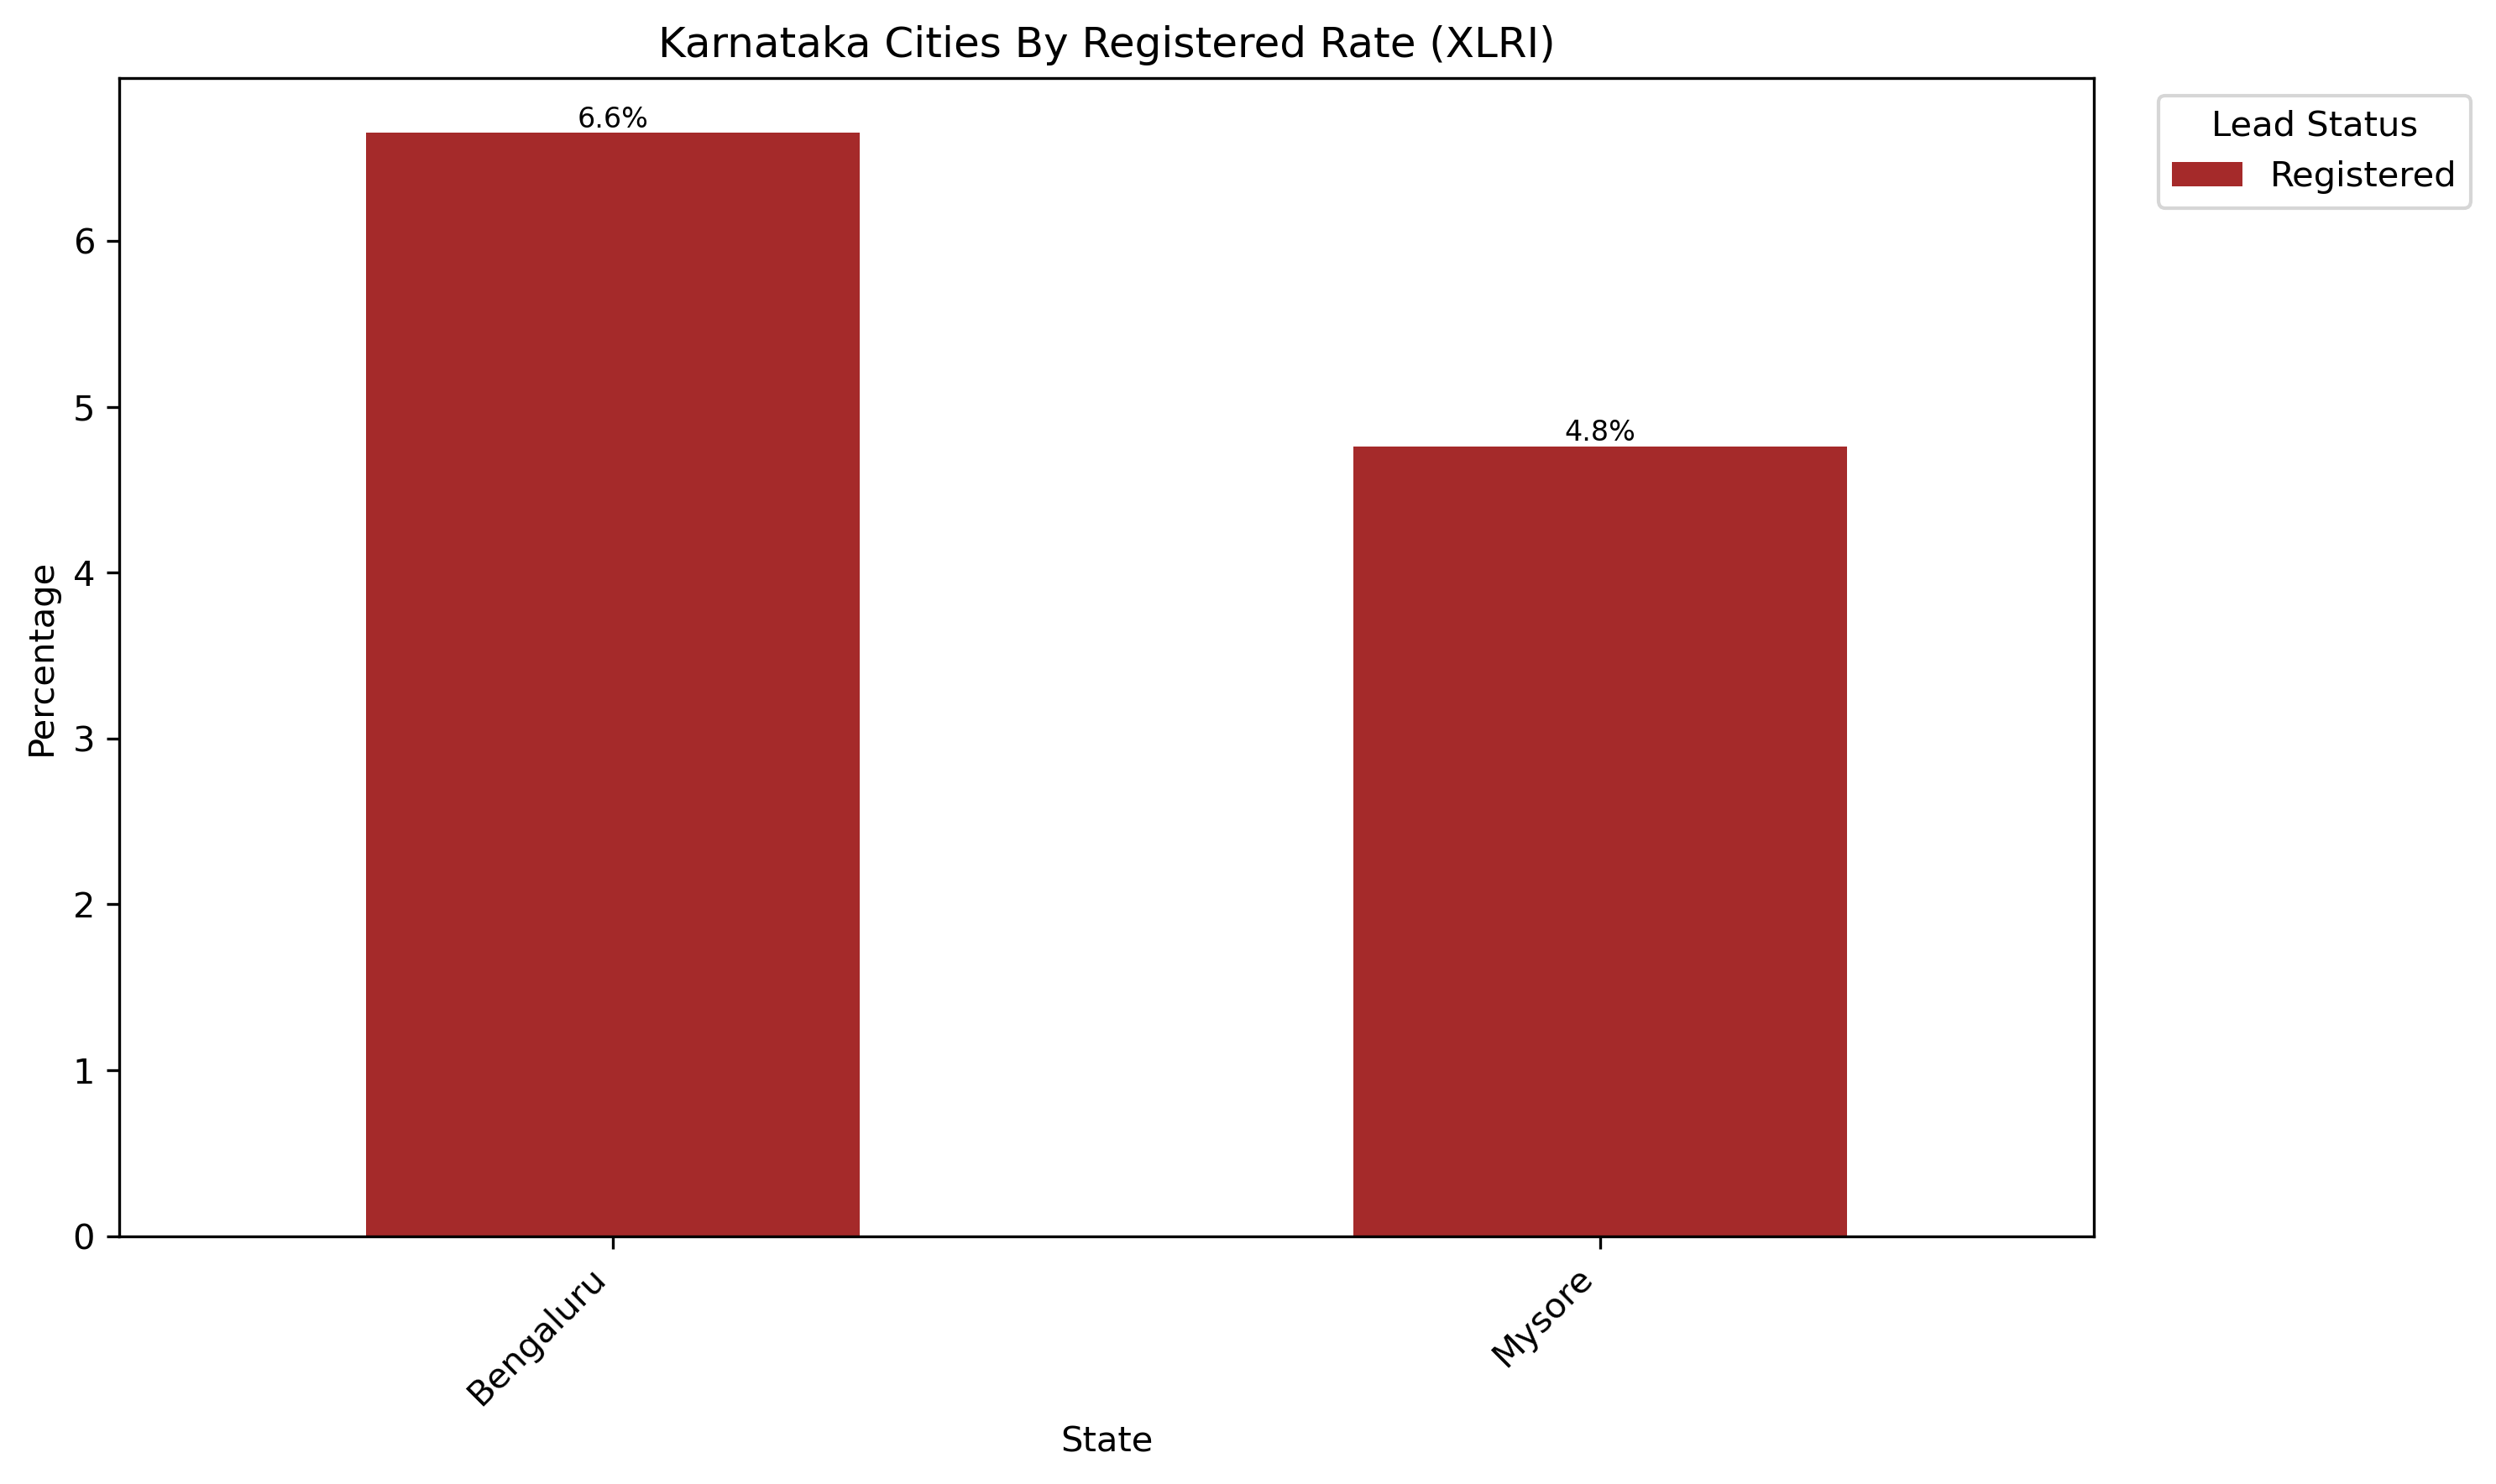 Karnataka Cities By Registered Rate (XLRI)
Lead Status
Registered
6.6%
4.8%
Percentage
6
5
4
3
2
1
0
Bengaluru
Mysore
State